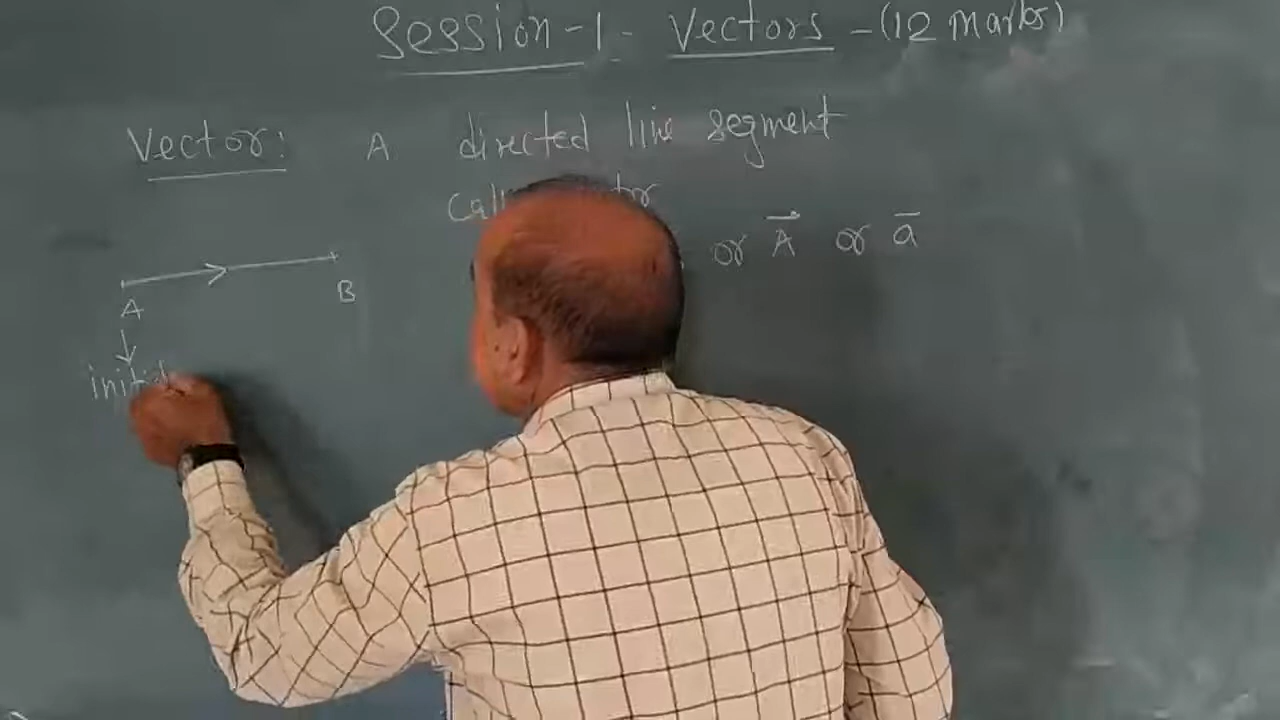 Session-1 - Vectors - (12 marks)
Vector: A directed line segment
or A⃗ or a̅
A B
↓